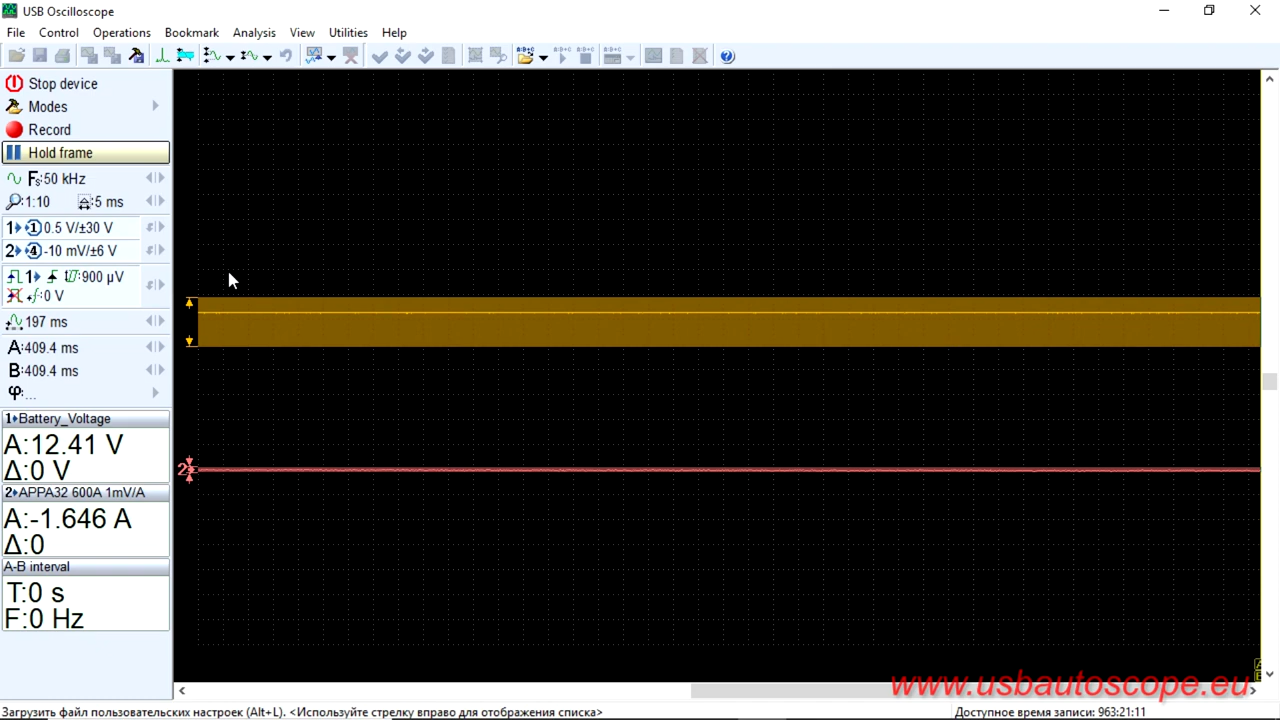 USB Oscilloscope
File Control Operations Bookmark Analysis View Utilities Help
Stop device
Modes
Record
Hold frame
Fs:50 kHz
:1:10 :5 ms
1 1 0.5 V/±30 V
2 4 -10 mV/±6 V
1 :900 µV
:0 V
197 ms
A:409.4 ms
B:409.4 ms
φ:...
1 Battery_Voltage
A:12.41 V
Δ:0 V
2 APPA32 600A 1mV/A
A:-1.646 A
Δ:0
A-B interval
T:0 s
F:0 Hz
2
A
B
www.usbautoscope.eu
Загрузить файл пользовательских настроек (Alt+L). <Используйте стрелку вправо для отображения списка>
Доступное время записи: 963:21:11